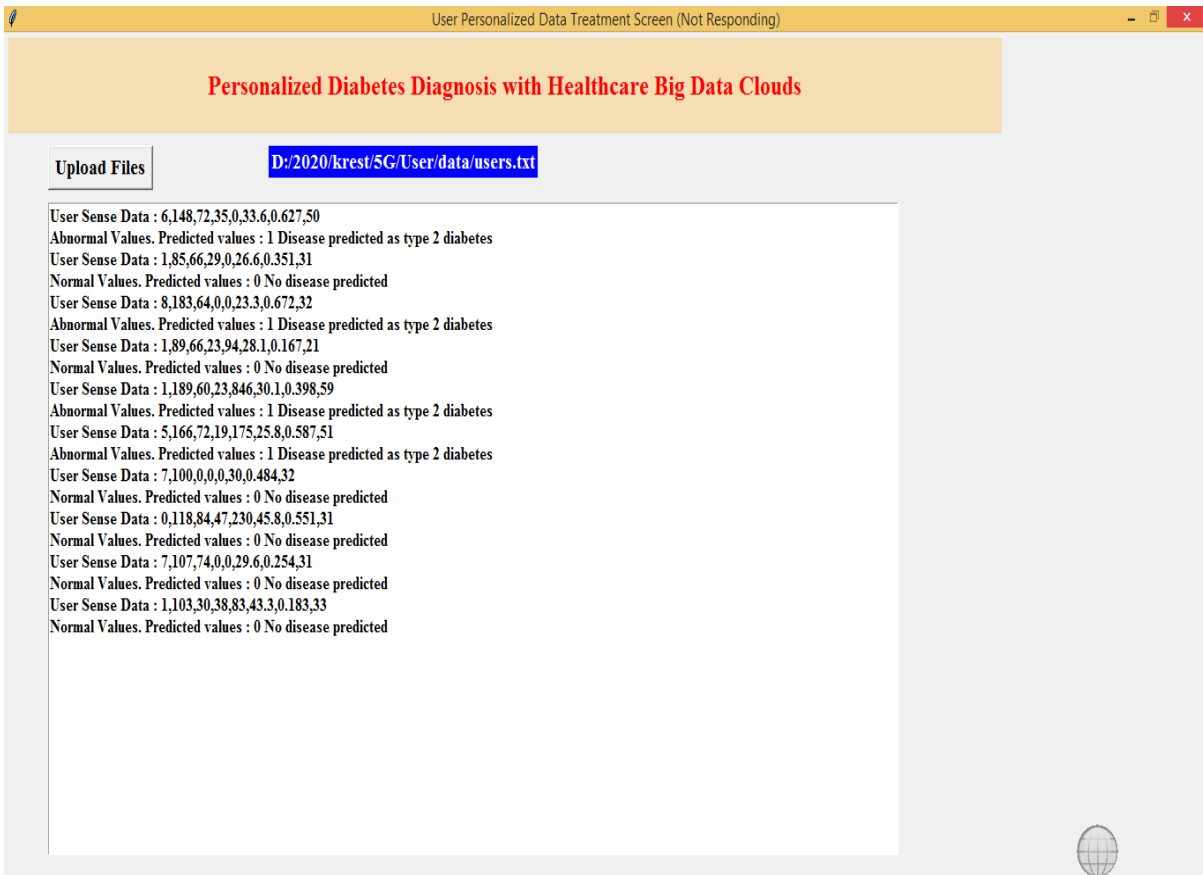 User Personalized Data Treatment Screen (Not Responding)
Personalized Diabetes Diagnosis with Healthcare Big Data Clouds
Upload Files
D:/2020/krest/5G/User/data/users.txt
User Sense Data : 6,148,72,35,0,33.6,0.627,50
Abnormal Values. Predicted values : 1 Disease predicted as type 2 diabetes
User Sense Data : 1,85,66,29,0,26.6,0.351,31
Normal Values. Predicted values : 0 No disease predicted
User Sense Data : 8,183,64,0,0,23.3,0.672,32
Abnormal Values. Predicted values : 1 Disease predicted as type 2 diabetes
User Sense Data : 1,89,66,23,94,28.1,0.167,21
Normal Values. Predicted values : 0 No disease predicted
User Sense Data : 1,189,60,23,846,30.1,0.398,59
Abnormal Values. Predicted values : 1 Disease predicted as type 2 diabetes
User Sense Data : 5,166,72,19,175,25.8,0.587,51
Abnormal Values. Predicted values : 1 Disease predicted as type 2 diabetes
User Sense Data : 7,100,0,0,0,30,0.484,32
Normal Values. Predicted values : 0 No disease predicted
User Sense Data : 0,118,84,47,230,45.8,0.551,31
Normal Values. Predicted values : 0 No disease predicted
User Sense Data : 7,107,74,0,0,29.6,0.254,31
Normal Values. Predicted values : 0 No disease predicted
User Sense Data : 1,103,30,38,83,43.3,0.183,33
Normal Values. Predicted values : 0 No disease predicted